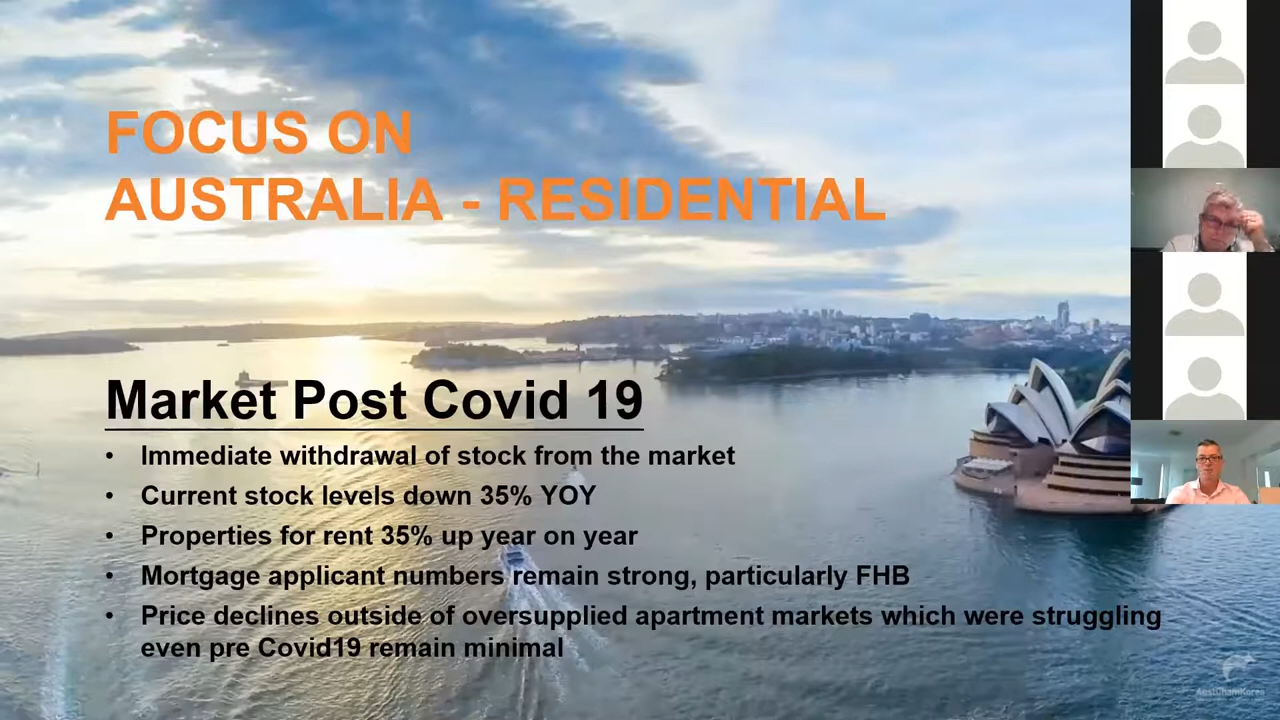 FOCUS ON
AUSTRALIA - RESIDENTIAL
Market Post Covid 19
• Immediate withdrawal of stock from the market
• Current stock levels down 35% YOY
• Properties for rent 35% up year on year
• Mortgage applicant numbers remain strong, particularly FHB
• Price declines outside of oversupplied apartment markets which were struggling
even pre Covid19 remain minimal
AustChamKorea